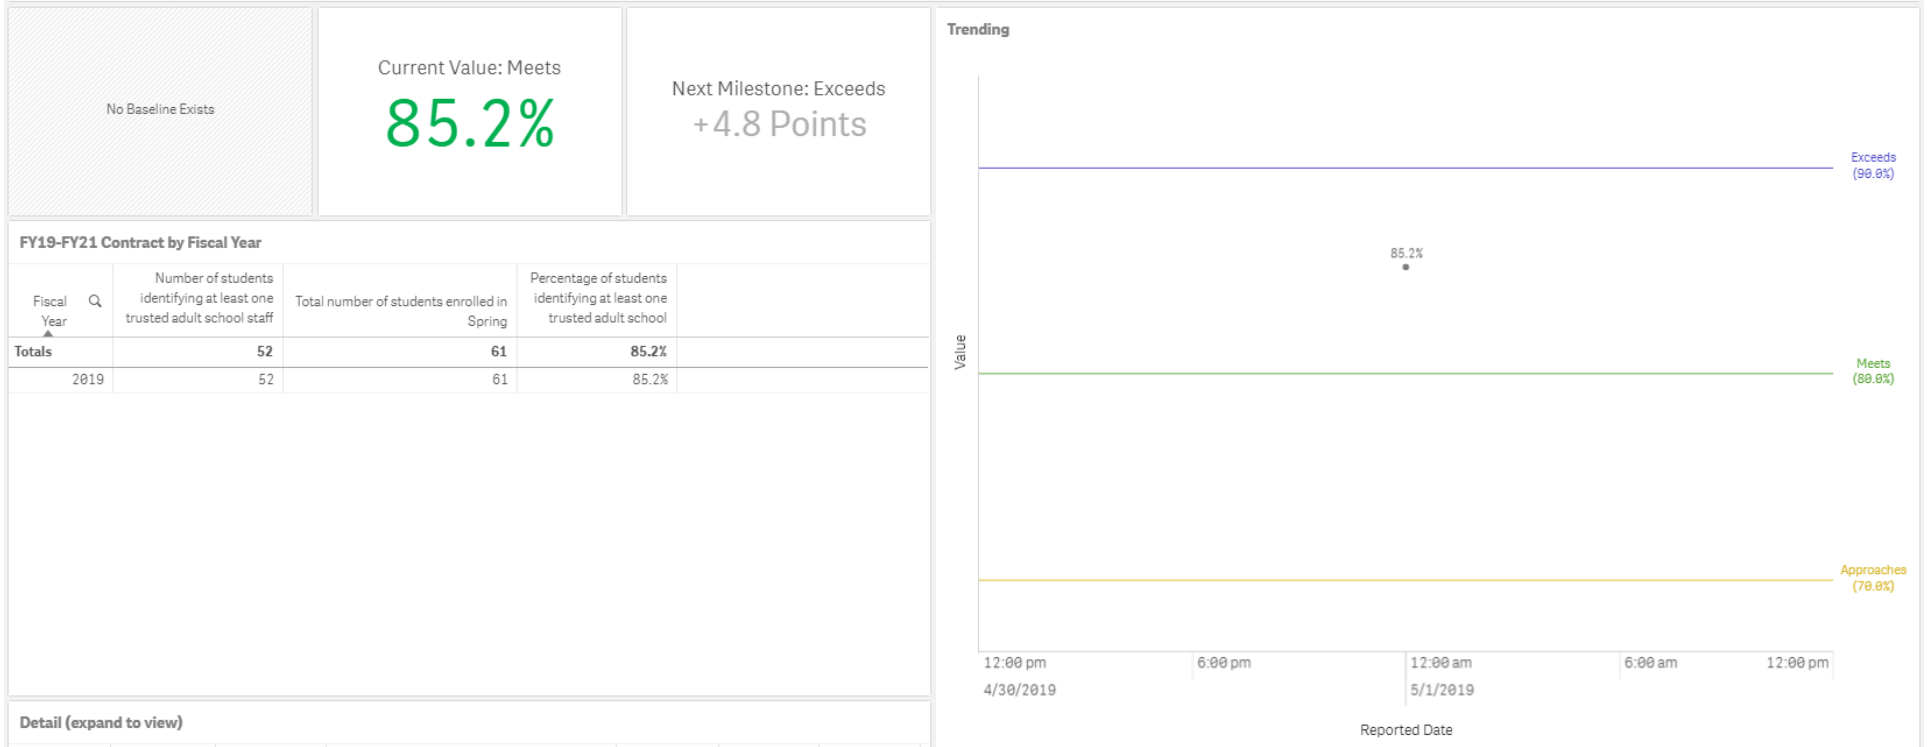 No Baseline Exists
Current Value: Meets
85.2%
Next Milestone: Exceeds
+4.8 Points
FY19-FY21 Contract by Fiscal Year
Fiscal
Year
Number of students
identifying at least one
trusted adult school staff
Total number of students enrolled in
Spring
Percentage of students
identifying at least one
trusted adult school
Totals 52 61 85.2%
2019 52 61 85.2%
Detail (expand to view)
Trending
Exceeds
(90.0%)
85.2%
Value
Meets
(80.0%)
Approaches
(70.0%)
12:00 pm 6:00 pm 12:00 am 6:00 am 12:00 pm
4/30/2019 5/1/2019
Reported Date